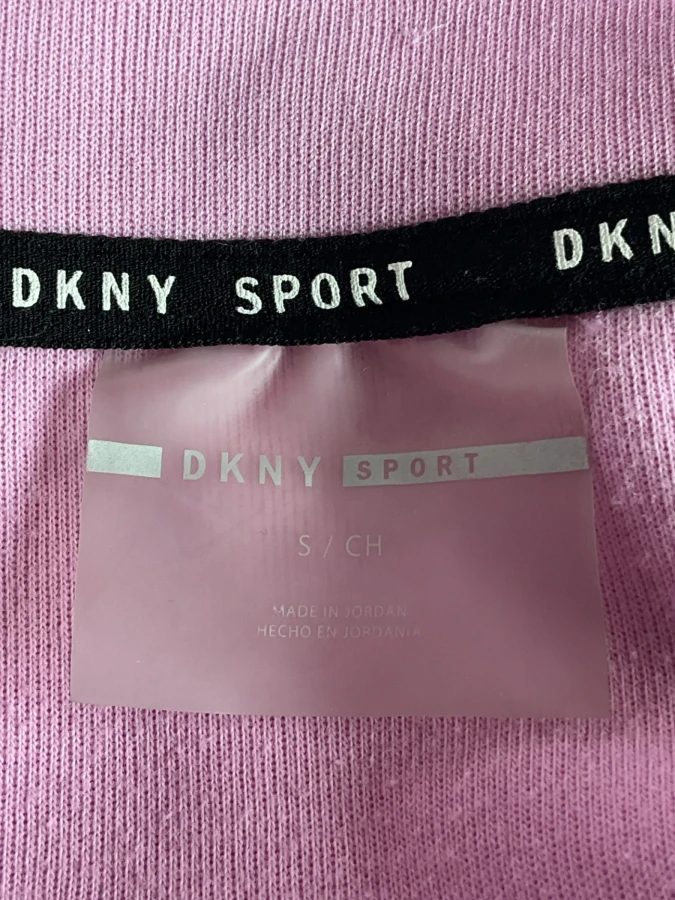 DKNY SPORT DKN
DKNY SPORT
S / CH
MADE IN JORDAN
HECHO EN JORDANIA